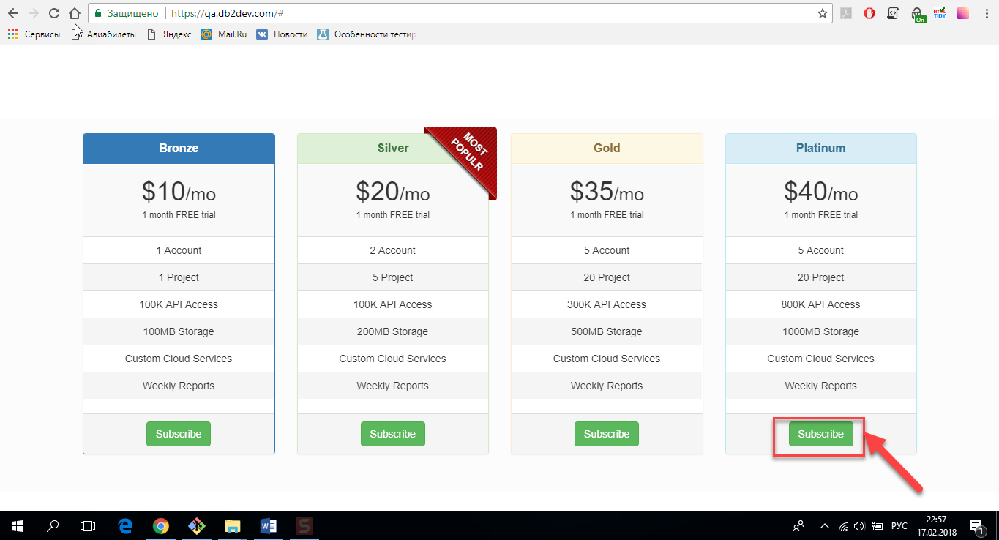 Защищено https://qa.db2dev.com/#
On
HTML TIDY
Сервисы Авиабилеты Яндекс Mail.Ru Новости Особенности тестир
Bronze
$10/mo
1 month FREE trial
1 Account
1 Project
100K API Access
100MB Storage
Custom Cloud Services
Weekly Reports
Subscribe
Silver
MOST
POPULR
$20/mo
1 month FREE trial
2 Account
5 Project
100K API Access
200MB Storage
Custom Cloud Services
Weekly Reports
Subscribe
Gold
$35/mo
1 month FREE trial
5 Account
20 Project
300K API Access
500MB Storage
Custom Cloud Services
Weekly Reports
Subscribe
Platinum
$40/mo
1 month FREE trial
5 Account
20 Project
800K API Access
1000MB Storage
Custom Cloud Services
Weekly Reports
Subscribe
РУС
22:57
17.02.2018
1